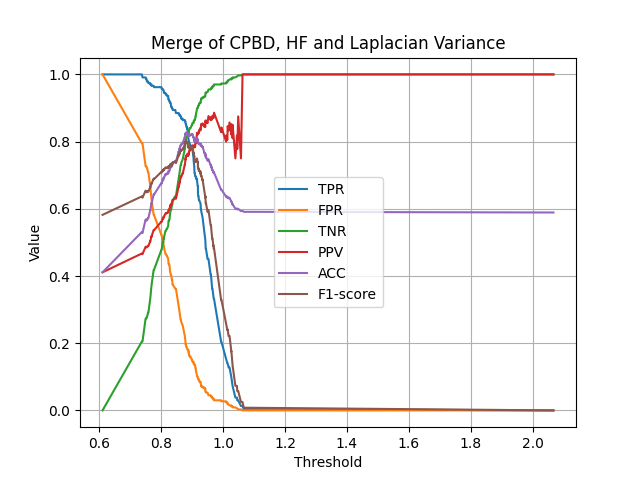 Merge of CPBD, HF and Laplacian Variance
1.0
0.8
0.6
0.4
0.2
0.0
Value
TPR
FPR
TNR
PPV
ACC
F1-score
0.6 0.8 1.0 1.2 1.4 1.6 1.8 2.0
Threshold